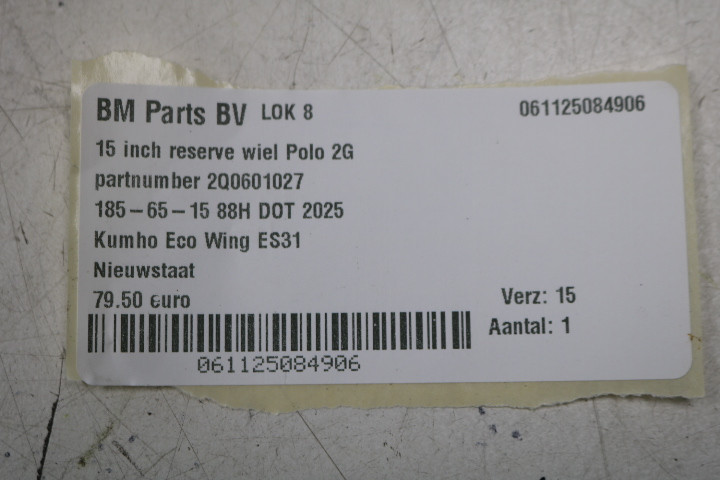 BM Parts BV LOK 8 061125084906
15 inch reserve wiel Polo 2G
partnumber 2Q0601027
185-65-15 88H DOT 2025
Kumho Eco Wing ES31
Nieuwstaat
79.50 euro Verz: 15
Aantal: 1
061125084906